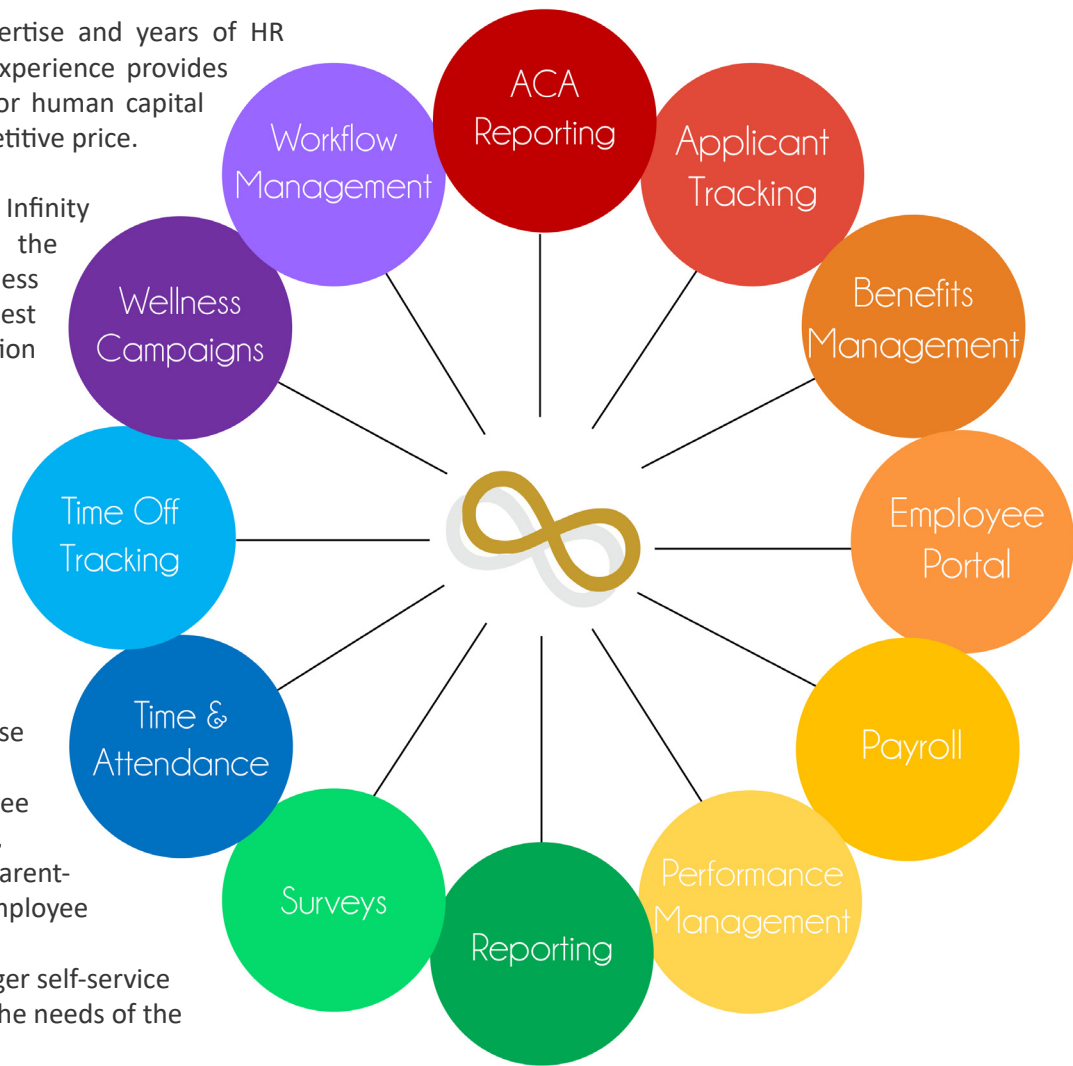 ertise and years of HR
xperience provides
or human capital
etitive price.
Infinity
the
ess
est
ion
se
ee
arent-
mployee
ger self-service
he needs of the
ACA
Reporting
Applicant
Tracking
Benefits
Management
Employee
Portal
Payroll
Performance
Management
Reporting
Surveys
Time &
Attendance
Time Off
Tracking
Wellness
Campaigns
Workflow
Management